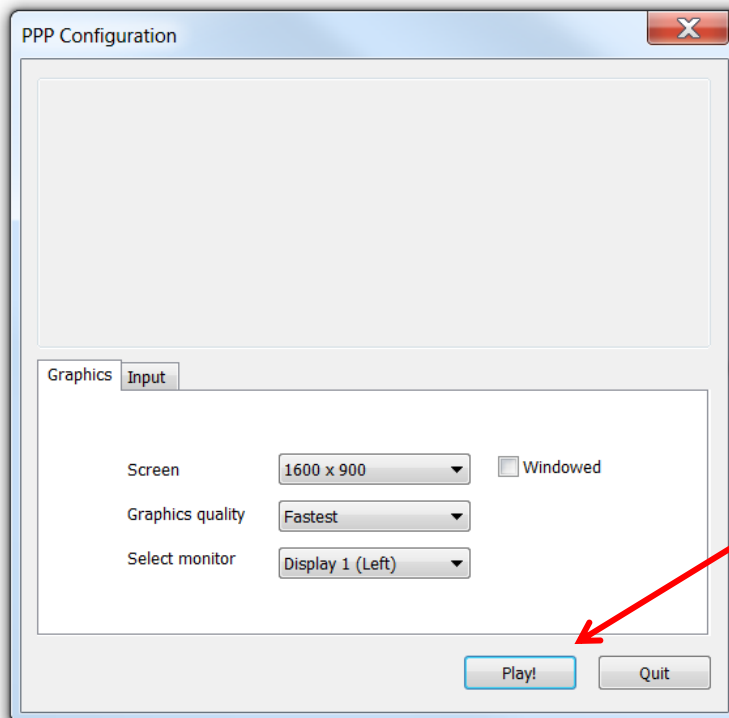 PPP Configuration
Graphics Input
Screen 1600 x 900 Windowed
Graphics quality Fastest
Select monitor Display 1 (Left)
Play! Quit